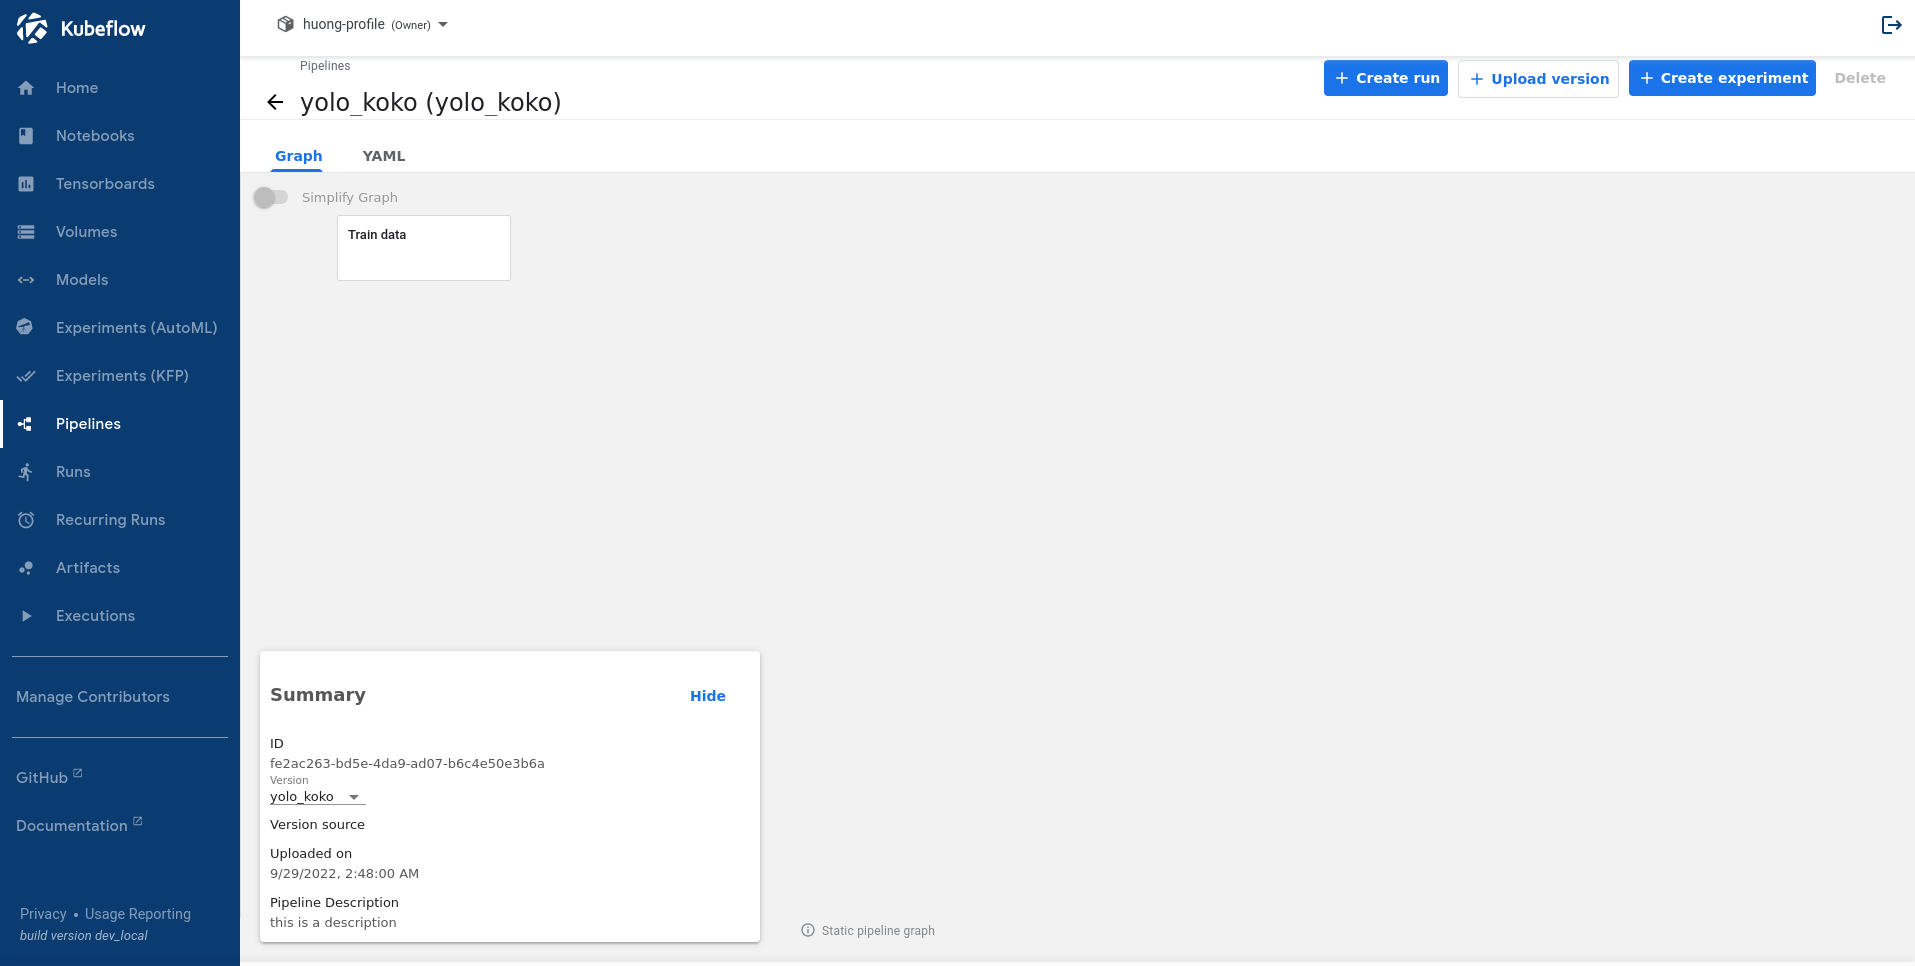 Kubeflow
Home
Notebooks
Tensorboards
Volumes
Models
Experiments (AutoML)
Experiments (KFP)
Pipelines
Runs
Recurring Runs
Artifacts
Executions
Manage Contributors
GitHub
Documentation
Privacy • Usage Reporting
build version dev_local
huong-profile (Owner)
Pipelines
yolo_koko (yolo_koko)
Create run
Upload version
Create experiment
Delete
Graph YAML
Simplify Graph
Train data
Summary Hide
ID
fe2ac263-bd5e-4da9-ad07-b6c4e50e3b6a
Version
yolo_koko
Version source
Uploaded on
9/29/2022, 2:48:00 AM
Pipeline Description
this is a description
Static pipeline graph